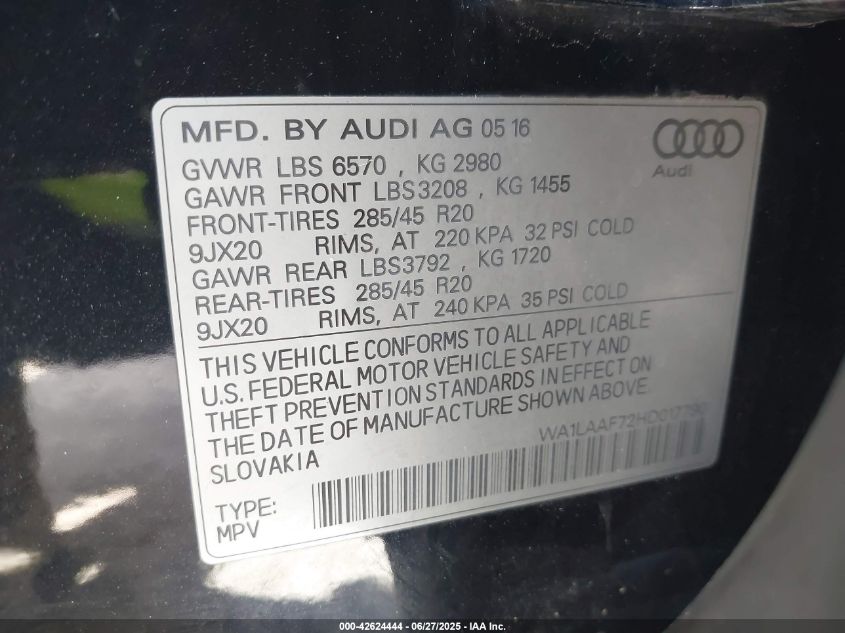 MFD. BY AUDI AG 05 16
Audi
GVWR LBS 6570 , KG 2980
GAWR FRONT LBS3208 , KG 1455
FRONT-TIRES 285/45 R20
9JX20 RIMS, AT 220 KPA 32 PSI COLD
GAWR REAR LBS3792 , KG 1720
REAR-TIRES 285/45 R20
9JX20 RIMS, AT 240 KPA 35 PSI COLD
THIS VEHICLE CONFORMS TO ALL APPLICABLE
U.S. FEDERAL MOTOR VEHICLE SAFETY AND
THEFT PREVENTION STANDARDS IN EFFECT ON
THE DATE OF MANUFACTURE SHOWN ABOVE.
WA1LAAF72HD017790
SLOVAKIA
TYPE:
MPV
000-42624444 - 06/27/2025 - IAA Inc.